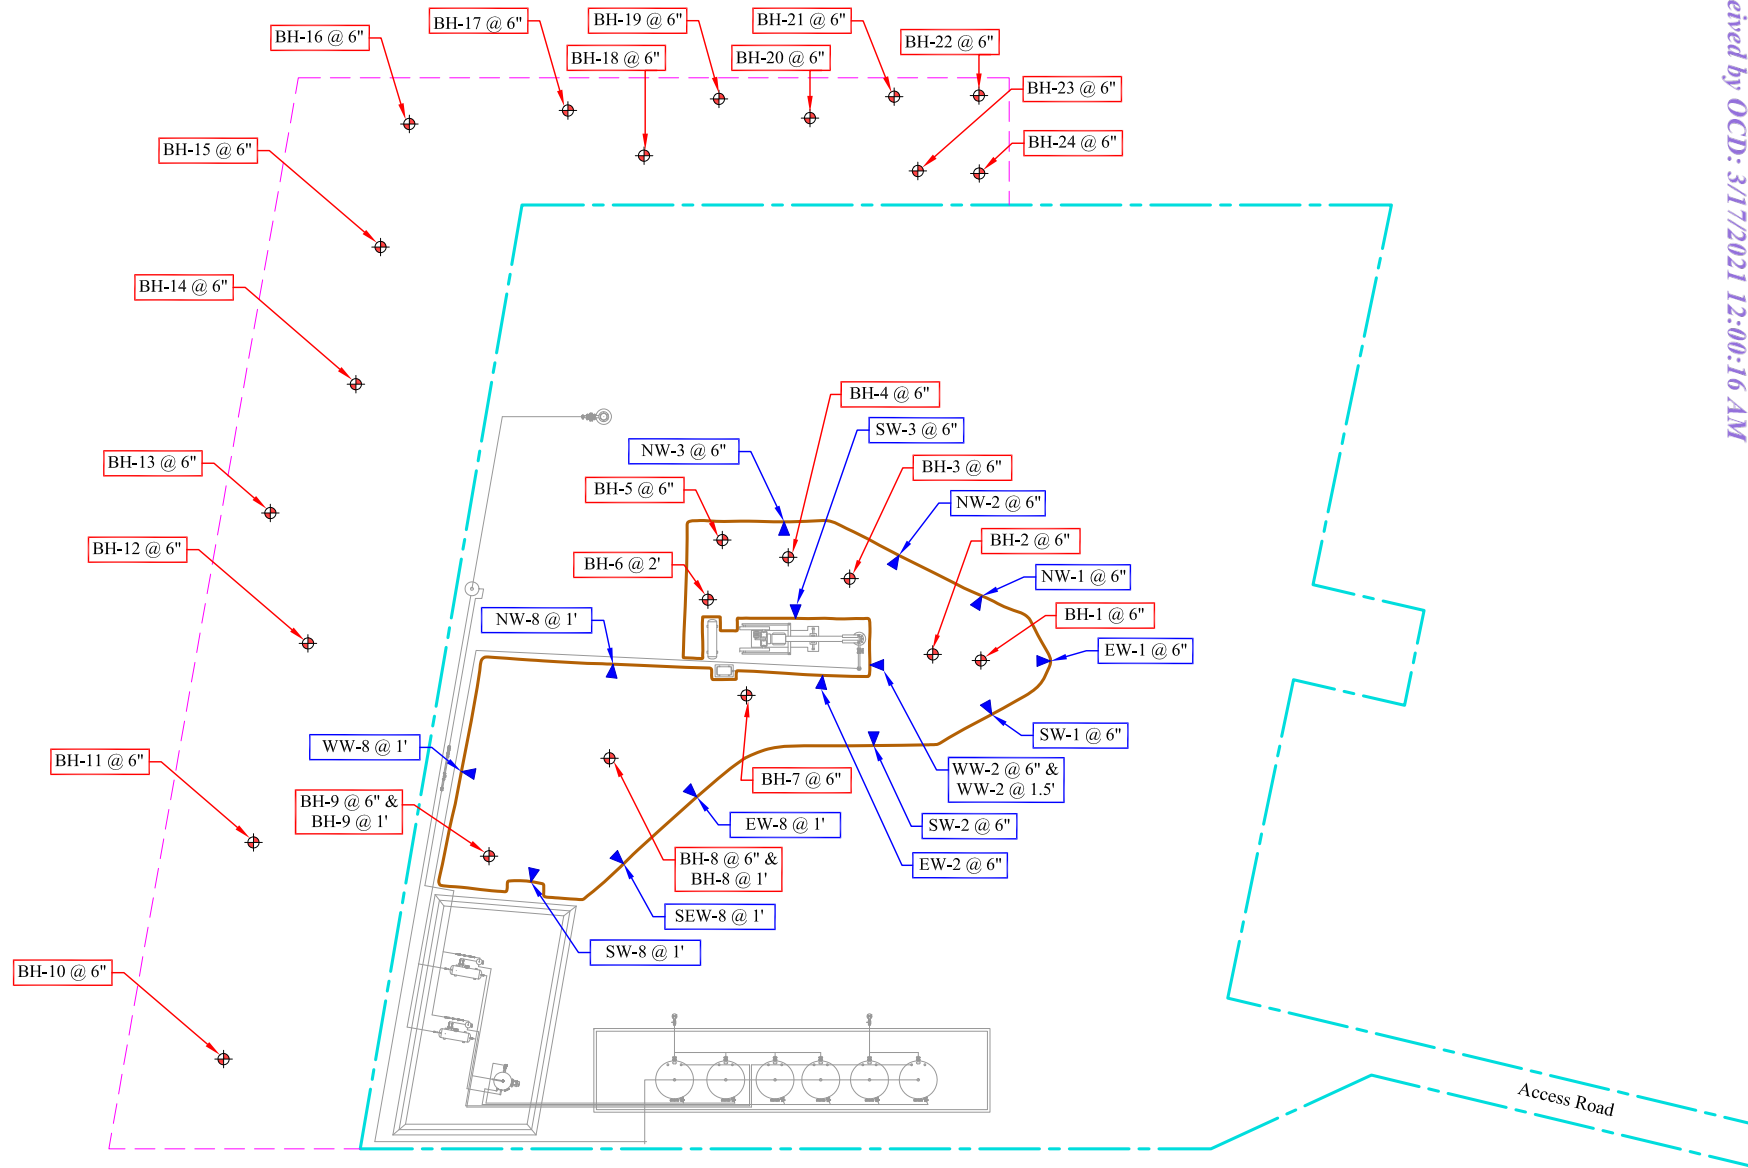 BH-16 @ 6"
BH-17 @ 6"
BH-19 @ 6"
BH-21 @ 6"
BH-18 @ 6"
BH-20 @ 6"
BH-22 @ 6"
BH-23 @ 6"
BH-24 @ 6"
BH-15 @ 6"
BH-14 @ 6"
BH-13 @ 6"
BH-12 @ 6"
BH-11 @ 6"
BH-10 @ 6"
BH-4 @ 6"
SW-3 @ 6"
NW-3 @ 6"
BH-3 @ 6"
BH-5 @ 6"
NW-2 @ 6"
BH-2 @ 6"
BH-6 @ 2'
NW-1 @ 6"
NW-8 @ 1'
BH-1 @ 6"
EW-1 @ 6"
SW-1 @ 6"
WW-8 @ 1'
BH-7 @ 6"
WW-2 @ 6" &
WW-2 @ 1.5'
BH-9 @ 6" &
BH-9 @ 1'
EW-8 @ 1'
SW-2 @ 6"
BH-8 @ 6" &
BH-8 @ 1'
EW-2 @ 6"
SEW-8 @ 1'
SW-8 @ 1'
Access Road
eived by OCD: 3/17/2021 12:00:16 AM